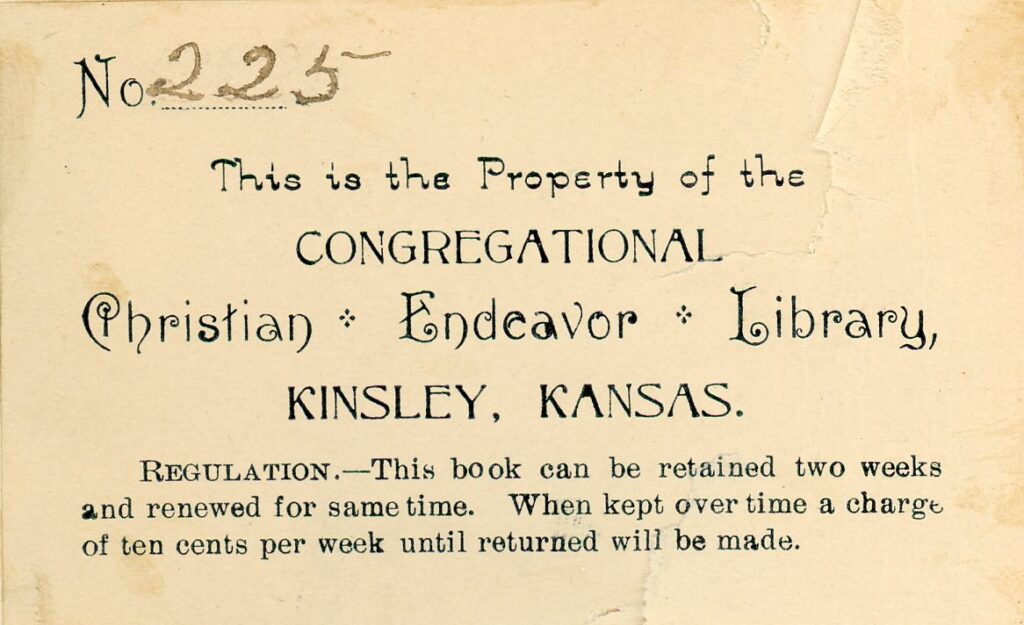 No. 225
This is the Property of the
CONGREGATIONAL
Christian Endeavor Library,
KINSLEY, KANSAS.
REGULATION.—This book can be retained two weeks
and renewed for same time. When kept over time a charge
of ten cents per week until returned will be made.